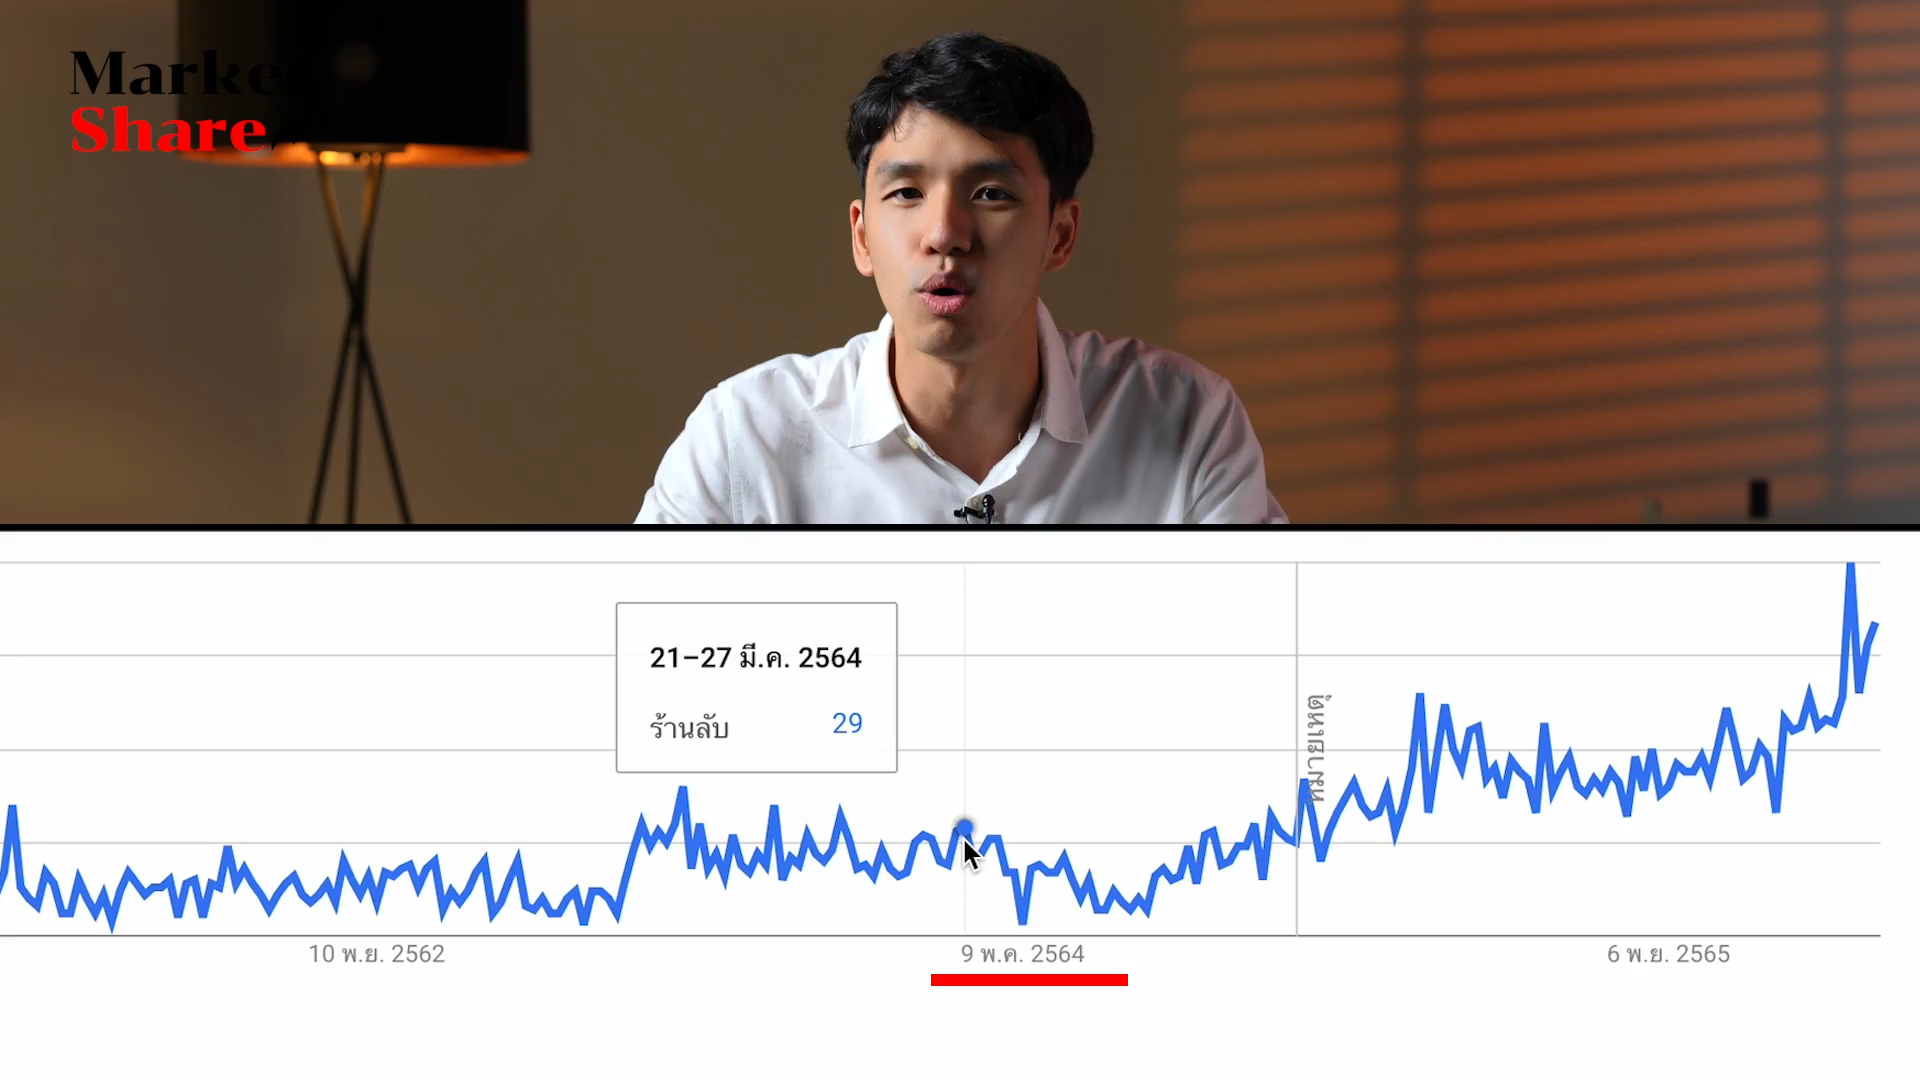 Marke
Share.
21–27 มี.ค. 2564
ร้านลับ 29
หมายเหตุ
10 พ.ย. 2562
9 พ.ค. 2564
6 พ.ย. 2565